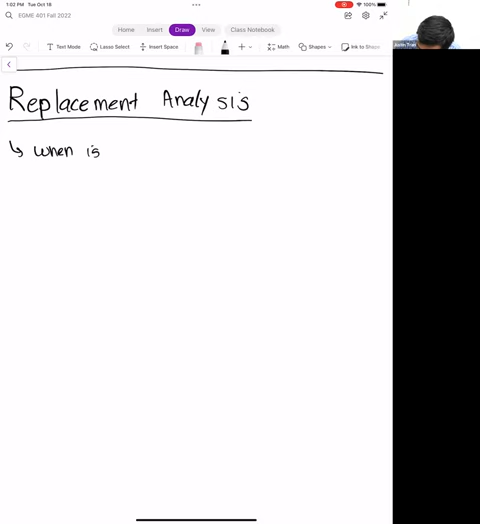 1:02 PM Tue Oct 18
100%
EGME 401 Fall 2022
Home Insert Draw View Class Notebook
Text Mode Lasso Select Insert Space Math Shapes Ink to Shape
Replacement Analysis
↳ when is